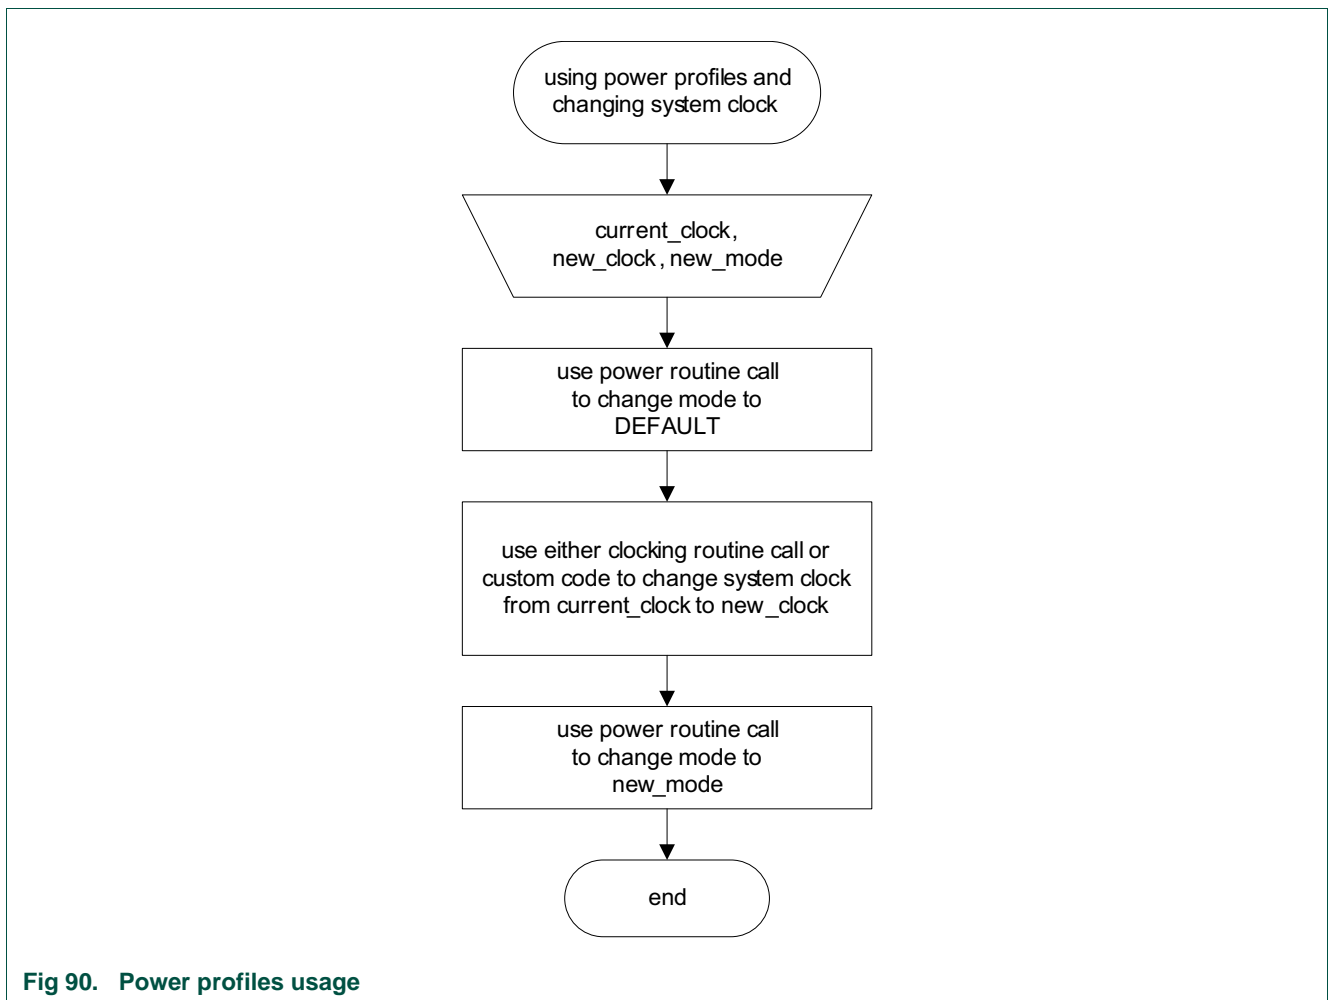 using power profiles and
changing system clock
current_clock,
new_clock, new_mode
use power routine call
to change mode to
DEFAULT
use either clocking routine call or
custom code to change system clock
from current_clock to new_clock
use power routine call
to change mode to
new_mode
end
Fig 90. Power profiles usage